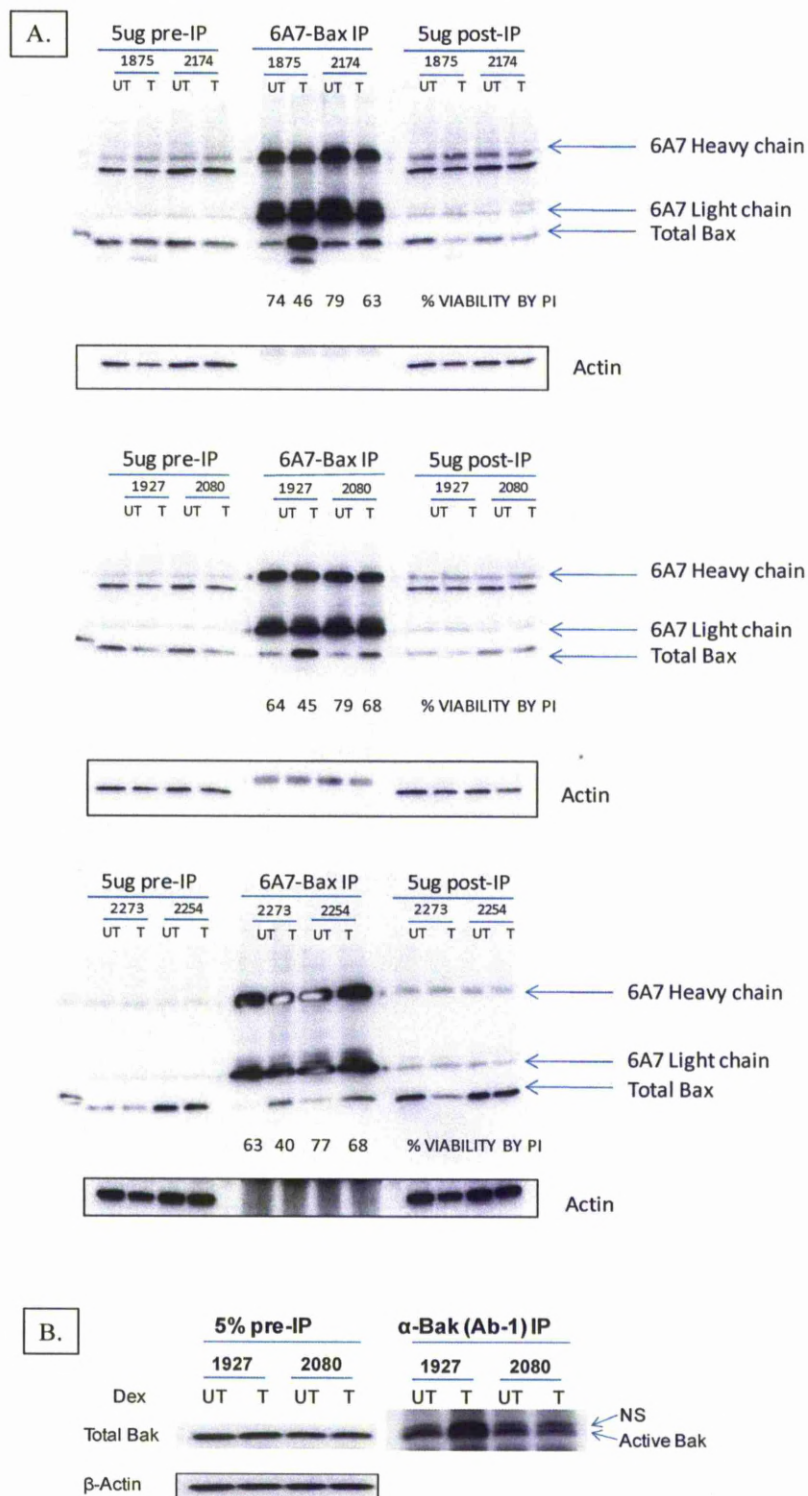 A.
5ug pre-IP 6A7-Bax IP 5ug post-IP
1875 2174 1875 2174 1875 2174
UT T UT T UT T UT T UT T UT T
6A7 Heavy chain
6A7 Light chain
Total Bax
74 46 79 63 % VIABILITY BY PI
Actin
5ug pre-IP 6A7-Bax IP 5ug post-IP
1927 2080 1927 2080 1927 2080
UT T UT T UT T UT T UT T UT T
6A7 Heavy chain
6A7 Light chain
Total Bax
64 45 79 68 % VIABILITY BY PI
Actin
5ug pre-IP 6A7-Bax IP 5ug post-IP
2273 2254 2273 2254 2273 2254
UT T UT T UT T UT T UT T UT T
6A7 Heavy chain
6A7 Light chain
Total Bax
63 40 77 68 % VIABILITY BY PI
Actin
B.
5% pre-IP α-Bak (Ab-1) IP
1927 2080 1927 2080
Dex UT T UT T UT T UT T
NS
Total Bak Active Bak
β-Actin